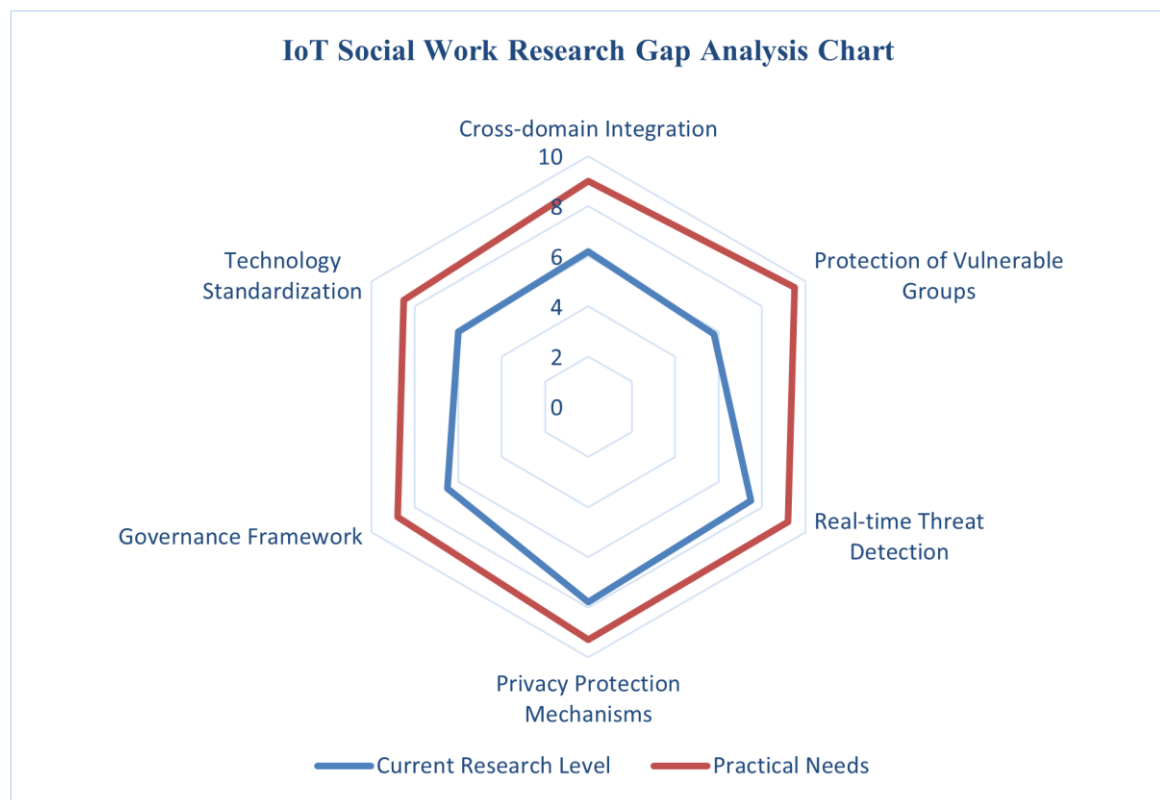 IoT Social Work Research Gap Analysis Chart
Cross-domain Integration
10
8
6
4
2
0
Protection of Vulnerable
Groups
Real-time Threat
Detection
Privacy Protection
Mechanisms
Governance Framework
Technology
Standardization
Current Research Level
Practical Needs